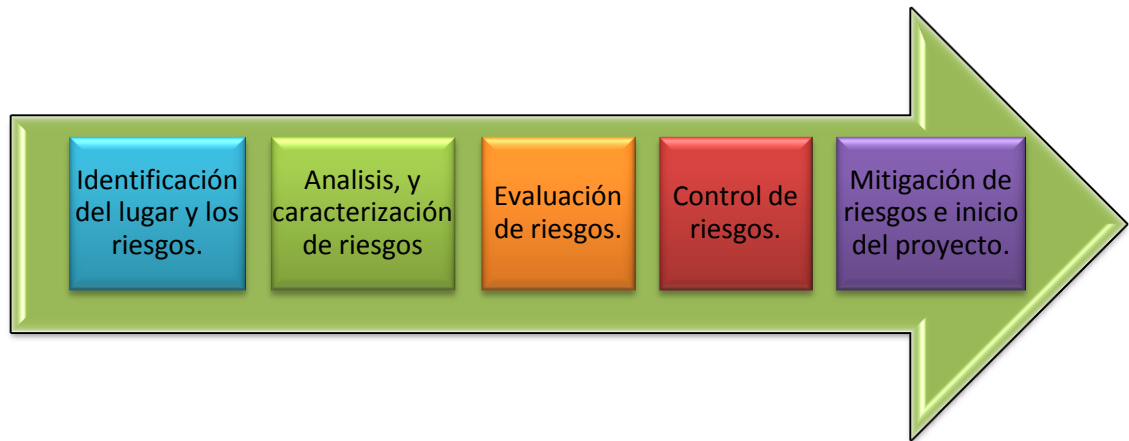 Identificación
del lugar y los
riesgos.
Analisis, y
caracterización
de riesgos
Evaluación
de riesgos.
Control de
riesgos.
Mitigación de
riesgos e inicio
del proyecto.